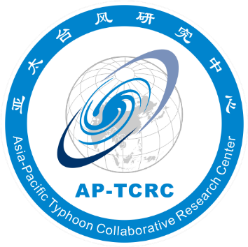 亚太台风研究中心
AP-TCRC
Asia-Pacific Typhoon Collaborative Research Center